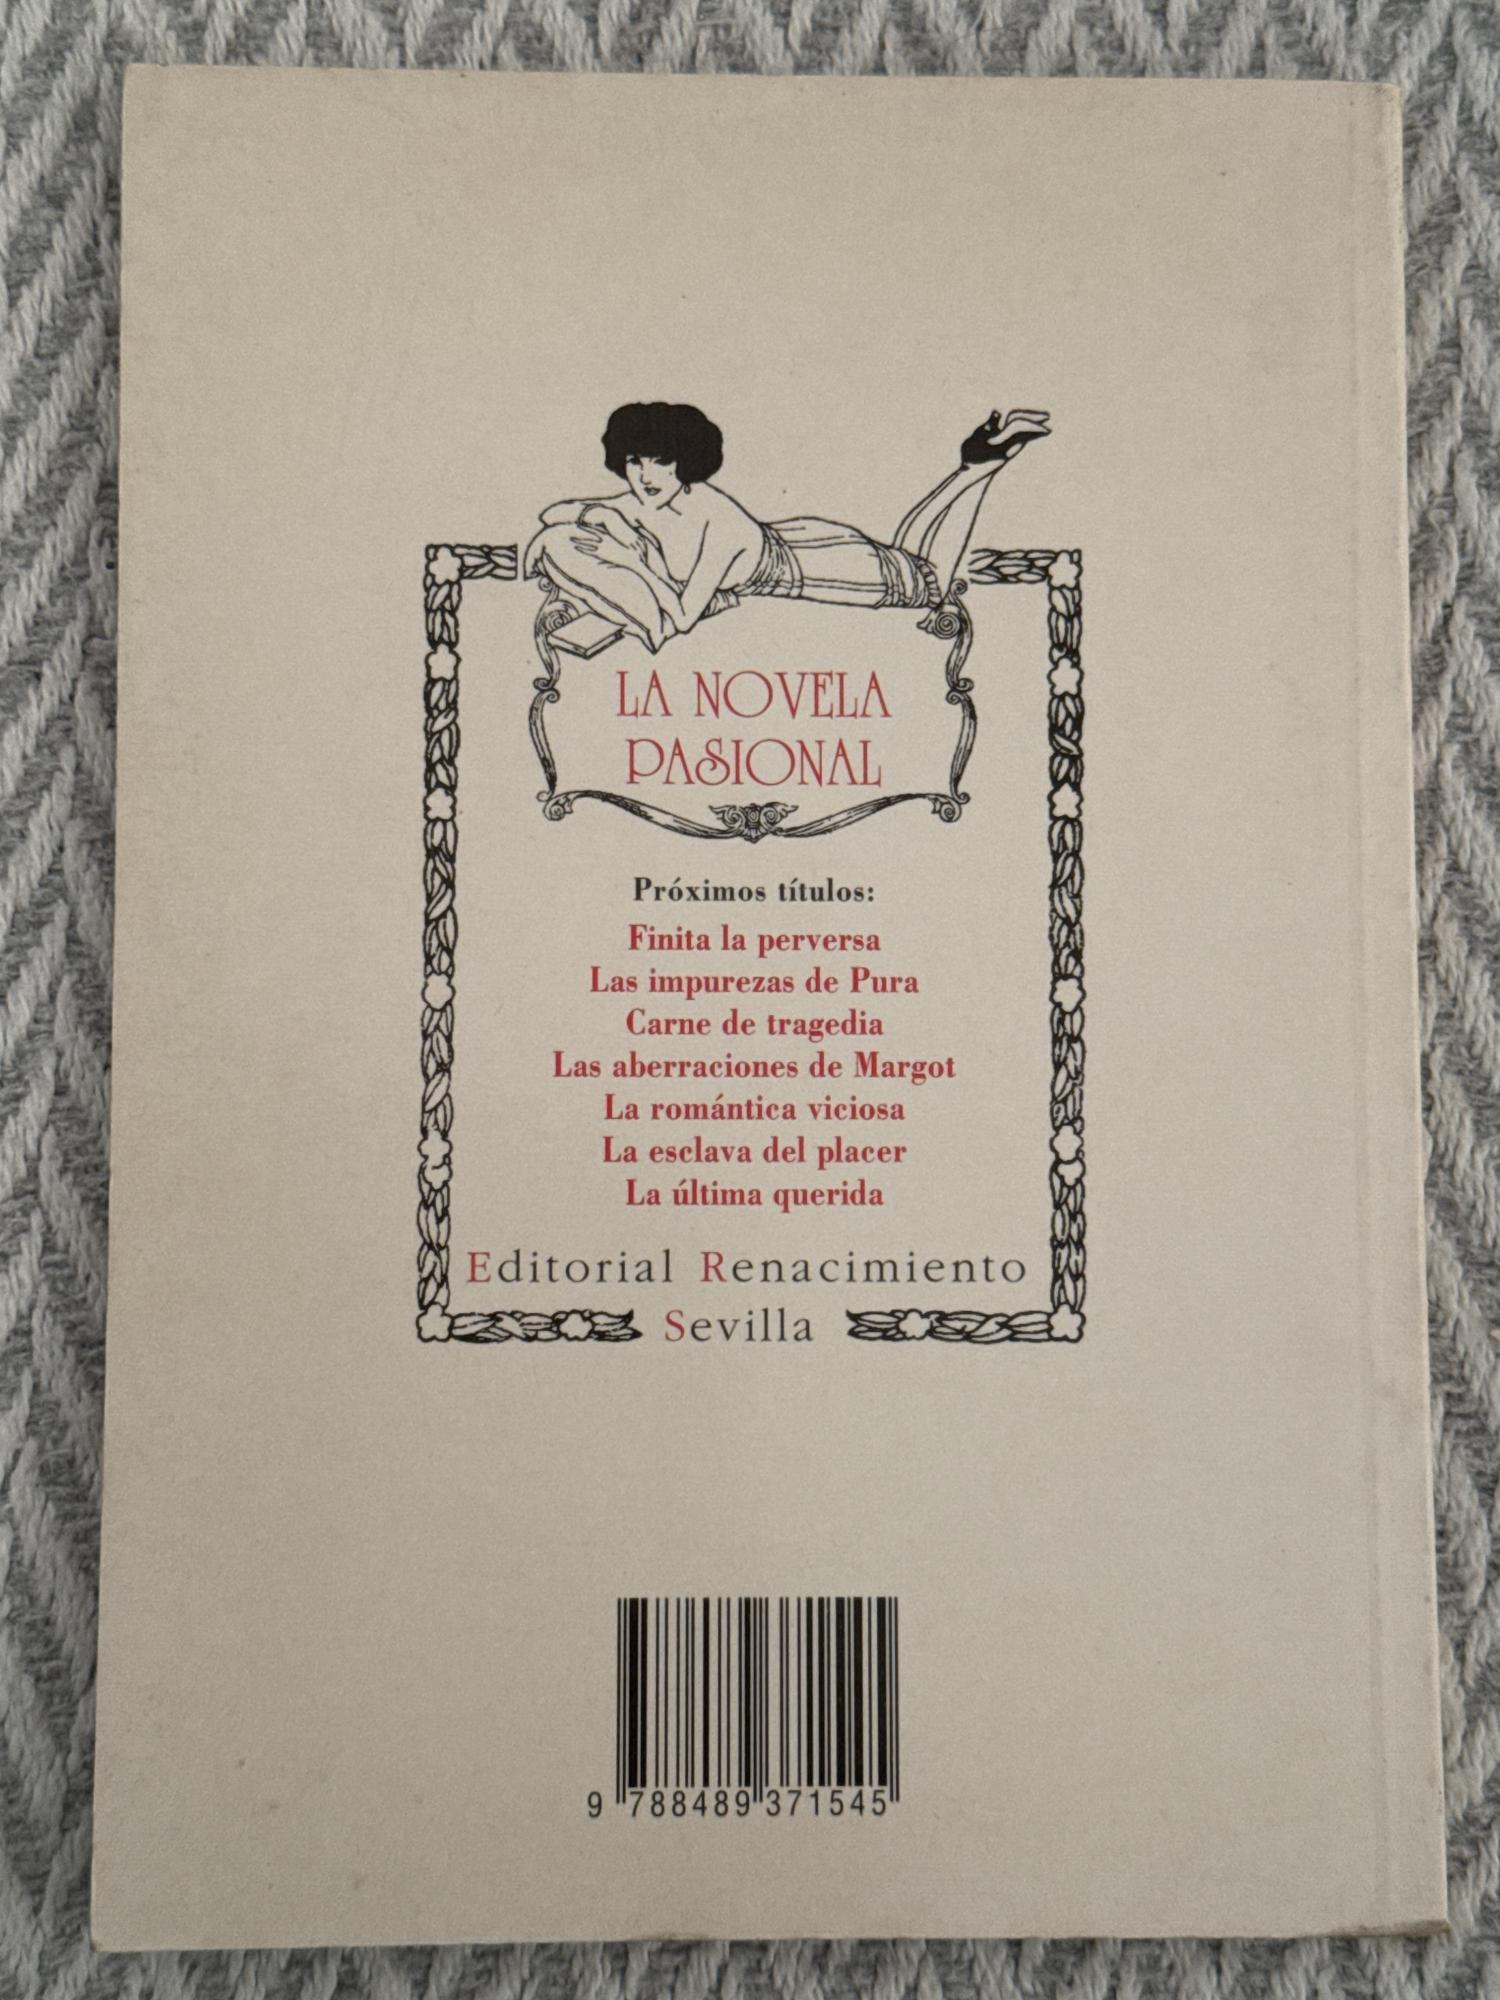 LA NOVELA
PASIONAL
Próximos títulos:
Finita la perversa
Las impurezas de Pura
Carne de tragedia
Las aberraciones de Margot
La romántica viciosa
La esclava del placer
La última querida
Editorial Renacimiento
Sevilla
9 788489 371545